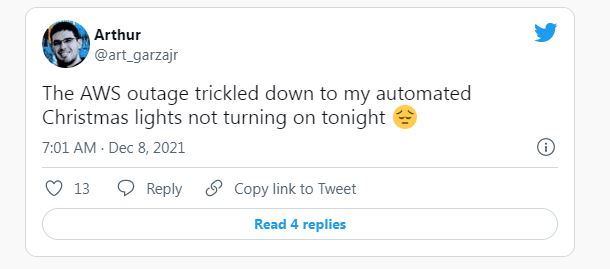 Arthur
@art_garzajr
The AWS outage trickled down to my automated
Christmas lights not turning on tonight 😔
7:01 AM · Dec 8, 2021
13 Reply Copy link to Tweet
Read 4 replies